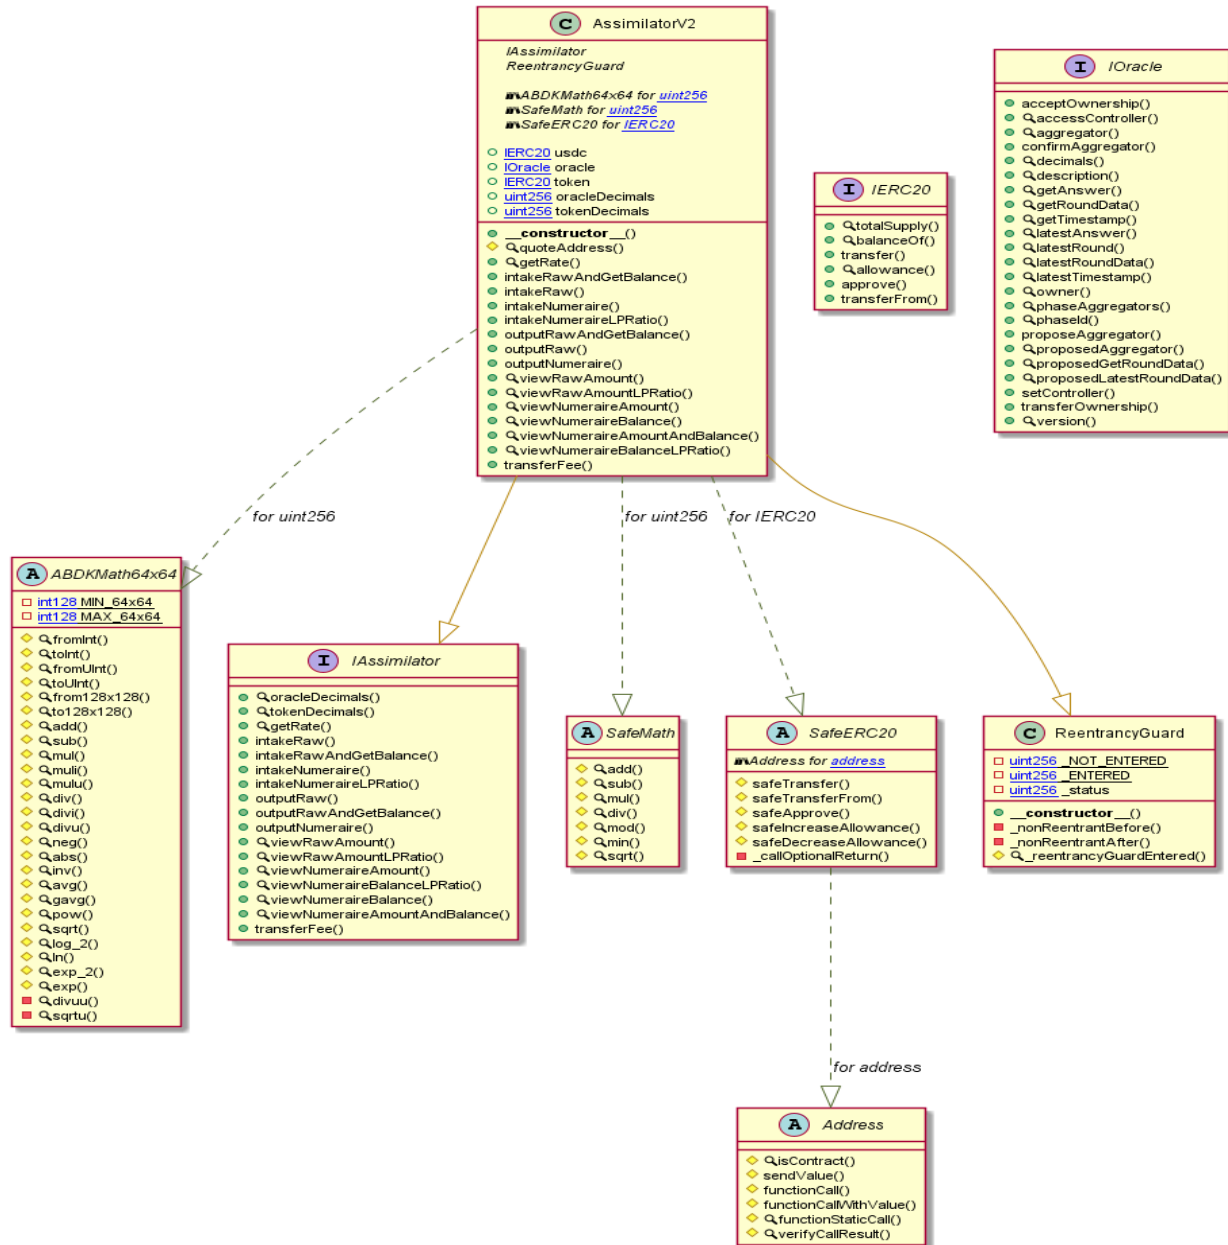 C AssimilatorV2
IAssimilator
ReentrancyGuard
ABDKMath64x64 for uint256
SafeMath for uint256
SafeERC20 for IERC20
IERC20 usdc
IOracle oracle
IERC20 token
uint256 oracleDecimals
uint256 tokenDecimals
__constructor__()
quoteAddress()
getRate()
intakeRawAndGetBalance()
intakeRaw()
intakeNumeraire()
intakeNumeraireLPRatio()
outputRawAndGetBalance()
outputRaw()
outputNumeraire()
viewRawAmount()
viewRawAmountLPRatio()
viewNumeraireAmount()
viewNumeraireBalance()
viewNumeraireAmountAndBalance()
viewNumeraireBalanceLPRatio()
transferFee()
I IERC20
totalSupply()
balanceOf()
transfer()
allowance()
approve()
transferFrom()
I IOracle
acceptOwnership()
accessController()
aggregator()
confirmAggregator()
decimals()
description()
getAnswer()
getRoundData()
getTimestamp()
latestAnswer()
latestRound()
latestRoundData()
latestTimestamp()
owner()
phaseAggregators()
phaseId()
proposeAggregator()
proposedAggregator()
proposedGetRoundData()
proposedLatestRoundData()
setController()
transferOwnership()
version()
for uint256
for uint256
for IERC20
A ABDKMath64x64
int128 MIN_64x64
int128 MAX_64x64
fromInt()
toInt()
fromUInt()
toUInt()
from128x128()
to128x128()
add()
sub()
mul()
muli()
mulu()
div()
divi()
divu()
neg()
abs()
inv()
avg()
gavg()
pow()
sqrt()
log_2()
ln()
exp_2()
exp()
divuu()
sqrtu()
I IAssimilator
oracleDecimals()
tokenDecimals()
getRate()
intakeRaw()
intakeRawAndGetBalance()
intakeNumeraire()
intakeNumeraireLPRatio()
outputRaw()
outputRawAndGetBalance()
outputNumeraire()
viewRawAmount()
viewRawAmountLPRatio()
viewNumeraireAmount()
viewNumeraireBalanceLPRatio()
viewNumeraireBalance()
viewNumeraireAmountAndBalance()
transferFee()
A SafeMath
add()
sub()
mul()
div()
mod()
min()
sqrt()
A SafeERC20
Address for address
safeTransfer()
safeTransferFrom()
safeApprove()
safeIncreaseAllowance()
safeDecreaseAllowance()
_callOptionalReturn()
C ReentrancyGuard
uint256 _NOT_ENTERED
uint256 _ENTERED
uint256 _status
__constructor__()
_nonReentrantBefore()
_nonReentrantAfter()
_reentrancyGuardEntered()
for address
A Address
isContract()
sendValue()
functionCall()
functionCallWithValue()
functionStaticCall()
verifyCallResult()